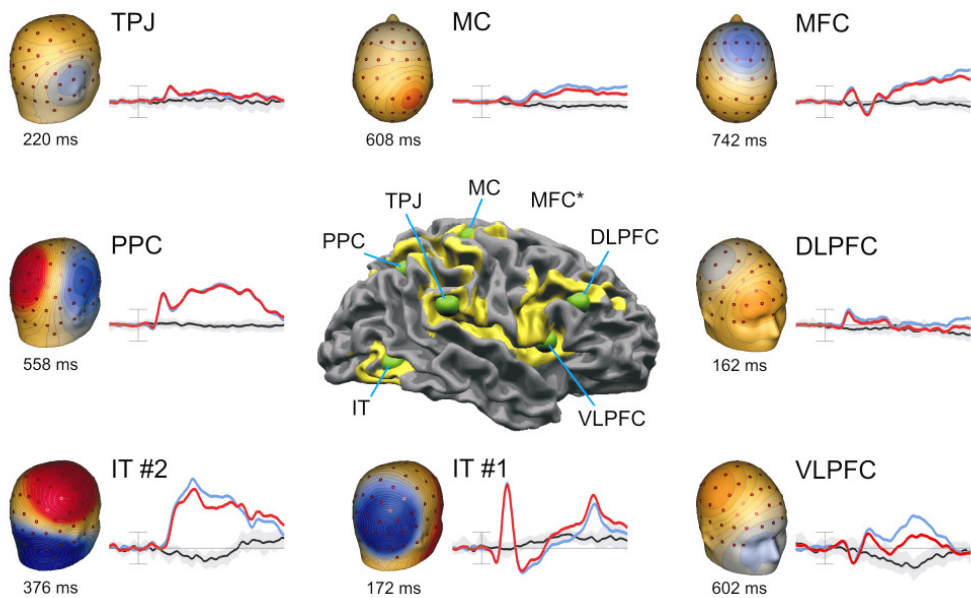 TPJ
220 ms
MC
608 ms
MFC
742 ms
PPC
558 ms
TPJ
MC
MFC*
PPC
DLPFC
IT
VLPFC
DLPFC
162 ms
IT #2
376 ms
IT #1
172 ms
VLPFC
602 ms